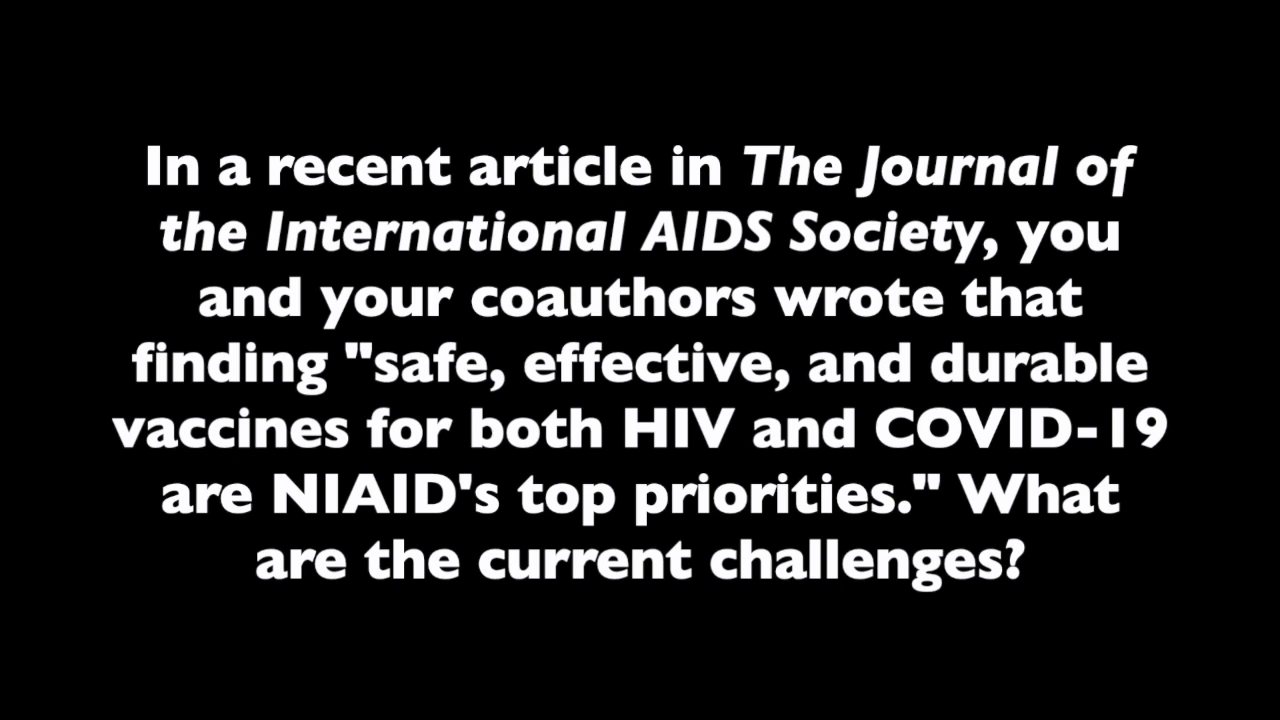 In a recent article in The Journal of
the International AIDS Society, you
and your coauthors wrote that
finding "safe, effective, and durable
vaccines for both HIV and COVID-19
are NIAID's top priorities." What
are the current challenges?